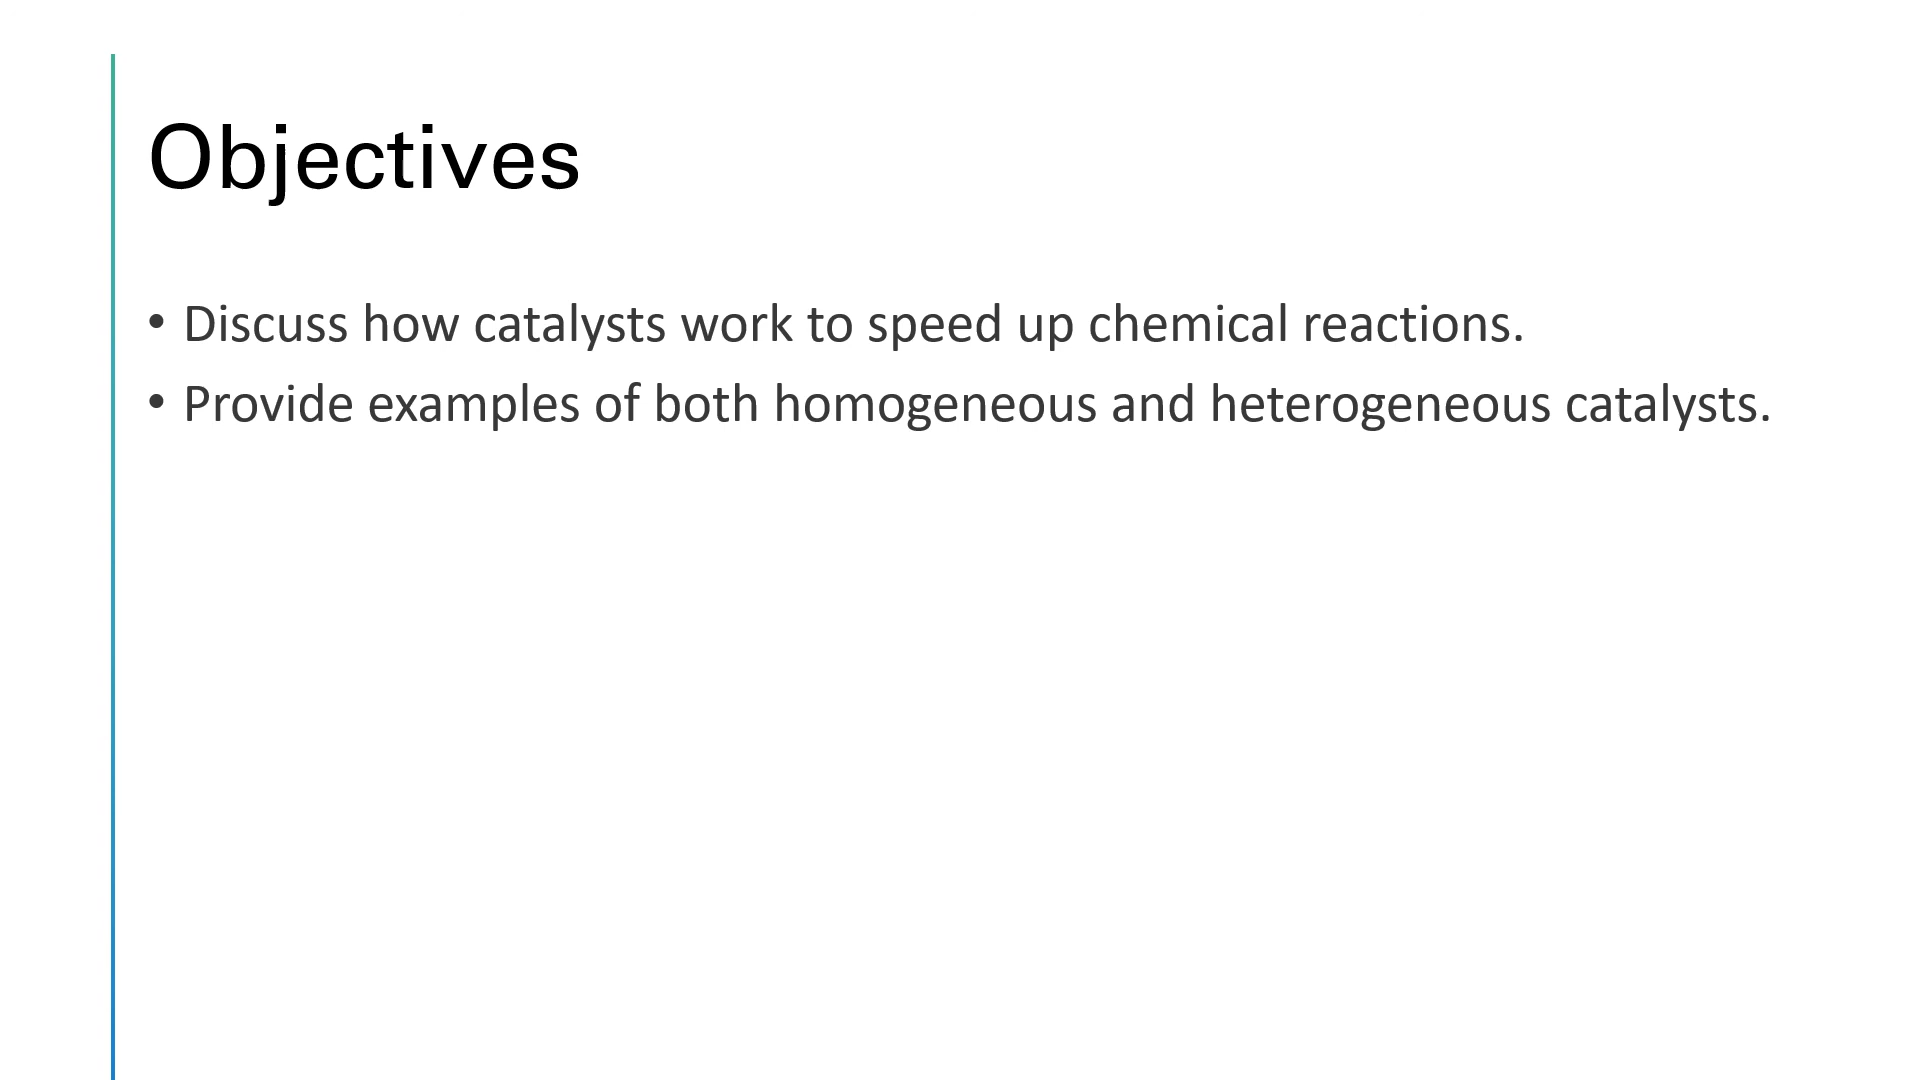 Objectives
• Discuss how catalysts work to speed up chemical reactions.
• Provide examples of both homogeneous and heterogeneous catalysts.